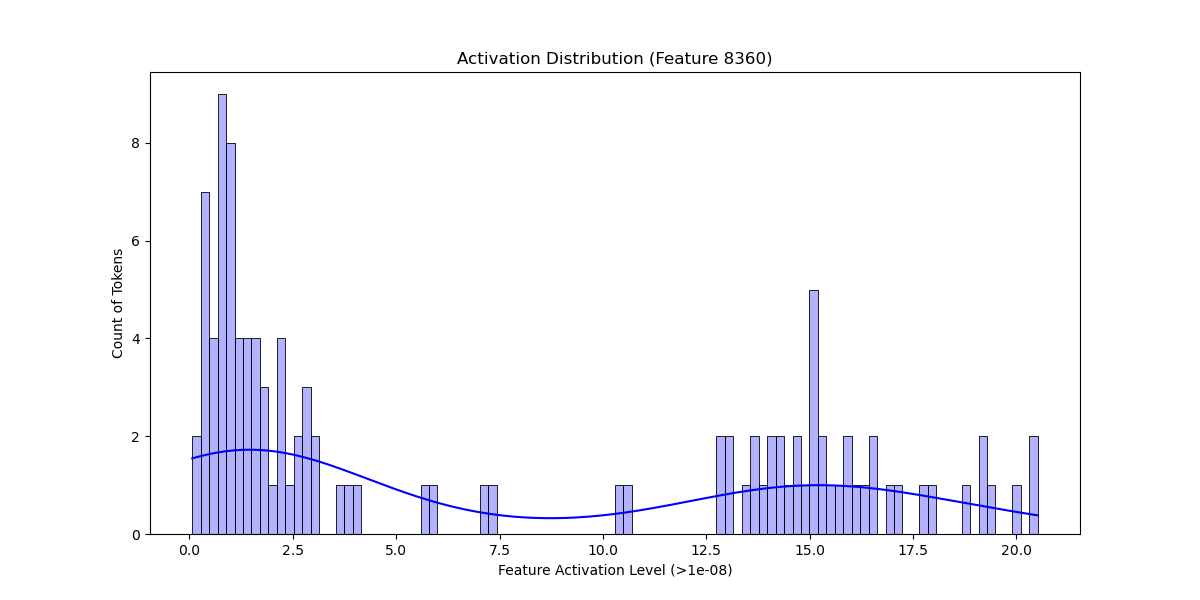 Activation Distribution (Feature 8360)
8
6
4
2
0
Count of Tokens
0.0 2.5 5.0 7.5 10.0 12.5 15.0 17.5 20.0
Feature Activation Level (>1e-08)